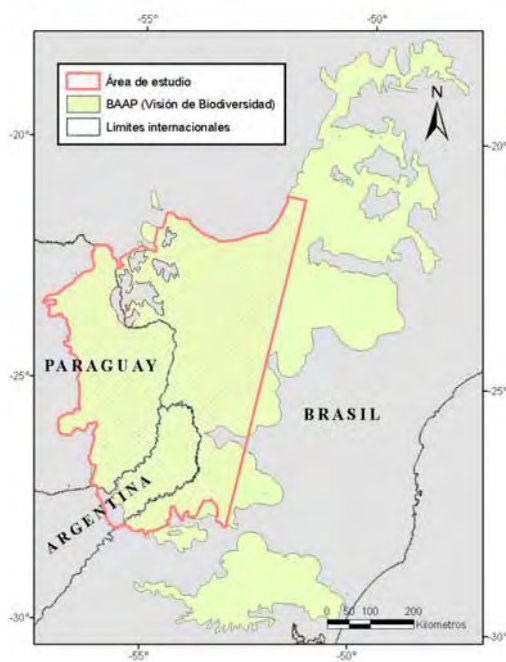 -55°
-50°
Área de estudio
BAAP (Visión de Biodiversidad)
Limites internacionales
N
-20°
-20°
PARAGUAY
-25°
-25°
BRASIL
ARGENTINA
-30°
-30°
0 50 100 200
Kilometros
-55°
-50°